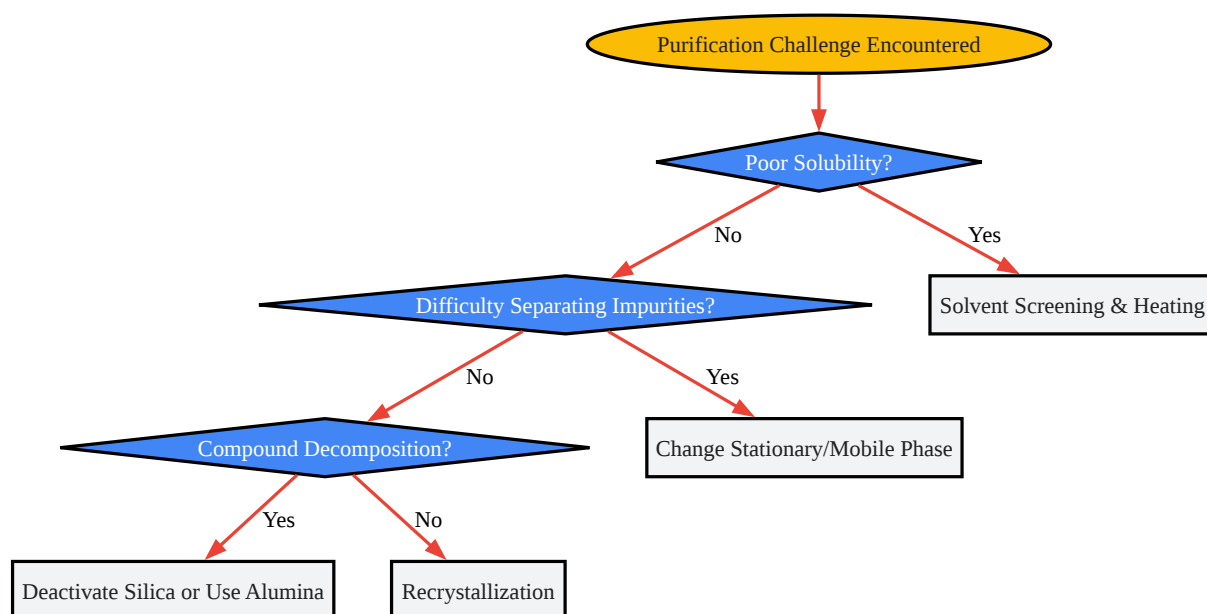 Purification Challenge Encountered
Poor Solubility?
No
Yes
Difficulty Separating Impurities?
Solvent Screening & Heating
No
Yes
Compound Decomposition?
Change Stationary/Mobile Phase
Yes
No
Deactivate Silica or Use Alumina
Recrystallization